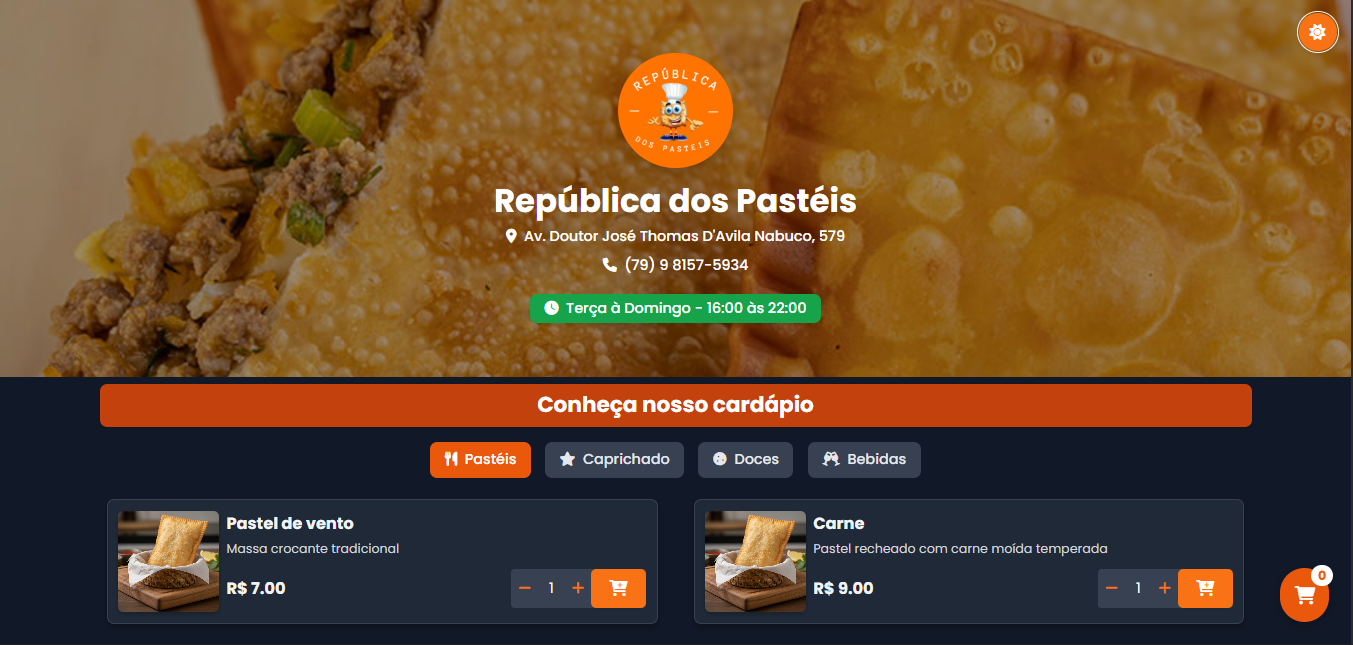 REPÚBLICA
DOS PASTEIS
República dos Pastéis
Av. Doutor José Thomas D'Avila Nabuco, 579
(79) 9 8157-5934
Terça à Domingo - 16:00 às 22:00
Conheça nosso cardápio
Pastéis Caprichado Doces Bebidas
Pastel de vento
Massa crocante tradicional
R$ 7.00 − 1 +
Carne
Pastel recheado com carne moída temperada
R$ 9.00 − 1 +
0